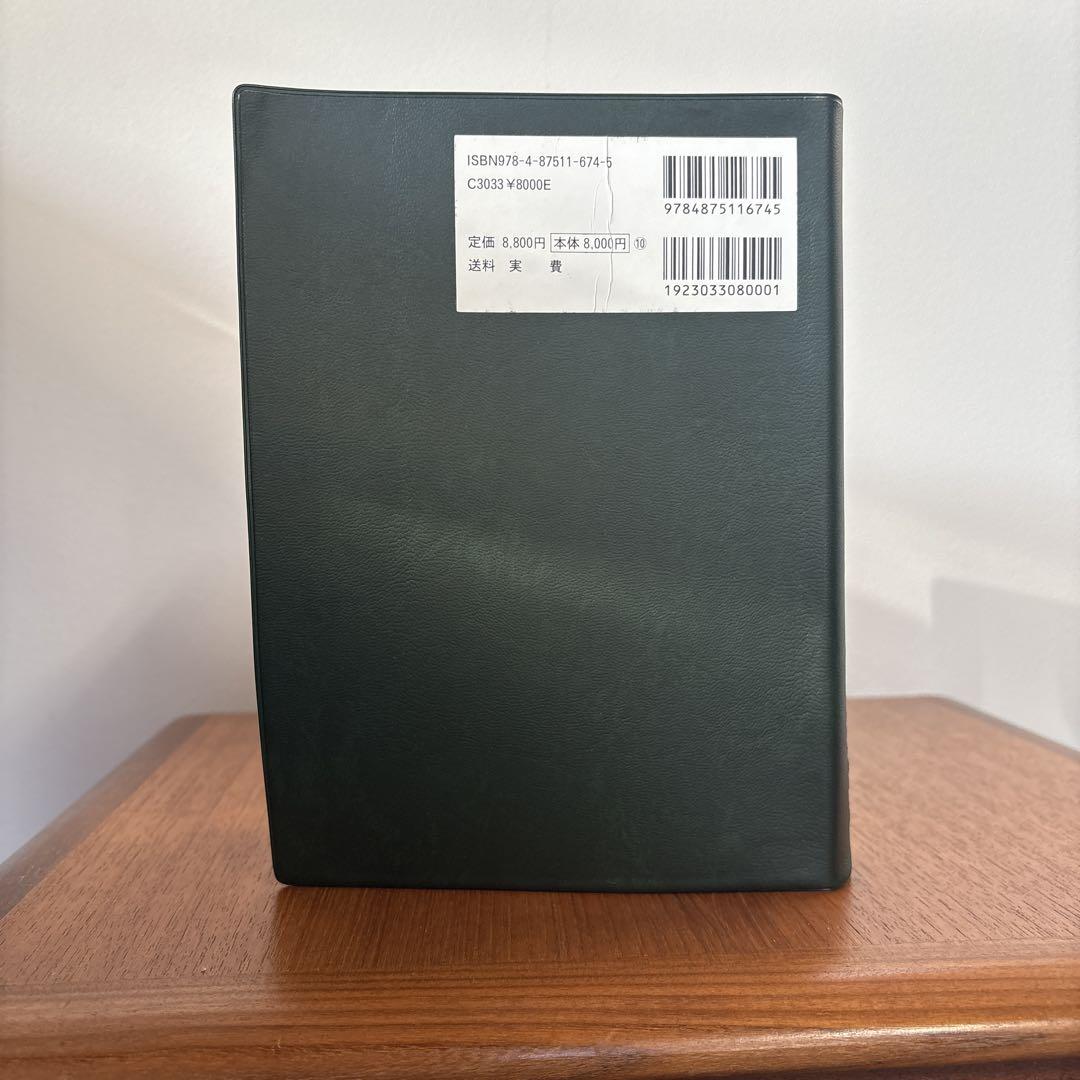 ISBN978-4-87511-674-5
C3033 ¥8000E
9784875116745
定価 8,800円 本体 8,000円 ⑩
送料 実 費
1923033080001